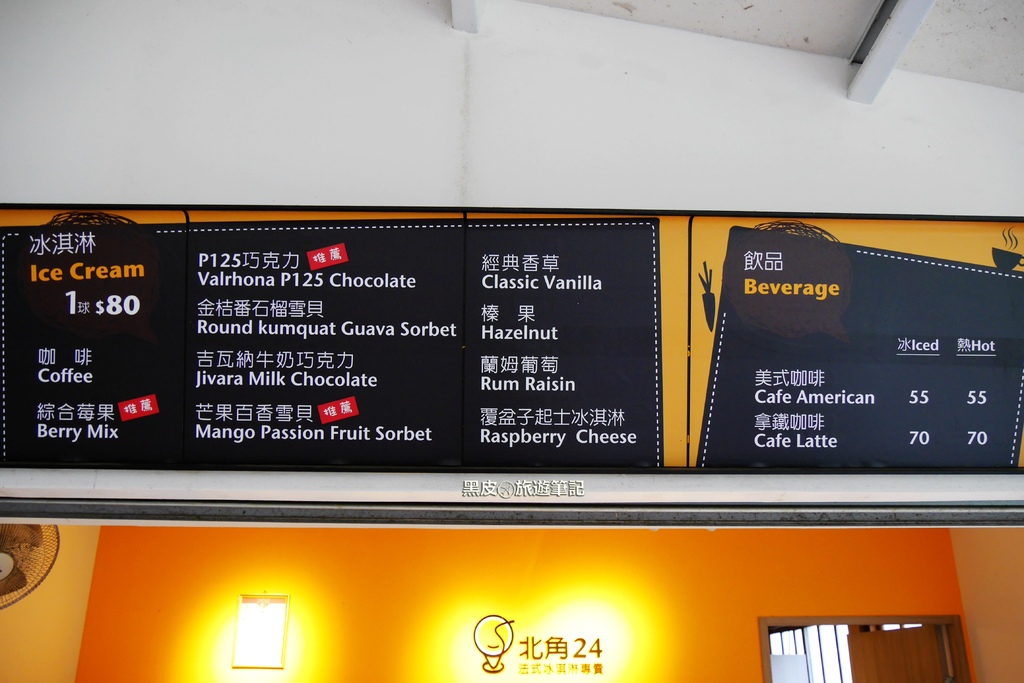 冰淇淋
Ice Cream
1球 $80
咖 啡
Coffee
綜合莓果 推薦
Berry Mix
P125巧克力 推薦
Valrhona P125 Chocolate
金桔番石榴雪貝
Round kumquat Guava Sorbet
吉瓦納牛奶巧克力
Jivara Milk Chocolate
芒果百香雪貝 推薦
Mango Passion Fruit Sorbet
經典香草
Classic Vanilla
榛 果
Hazelnut
蘭姆葡萄
Rum Raisin
覆盆子起士冰淇淋
Raspberry Cheese
飲品
Beverage
冰Iced 熱Hot
美式咖啡
Cafe American 55 55
拿鐵咖啡
Cafe Latte 70 70
黑皮旅遊筆記
北角24
法式冰淇淋專賣